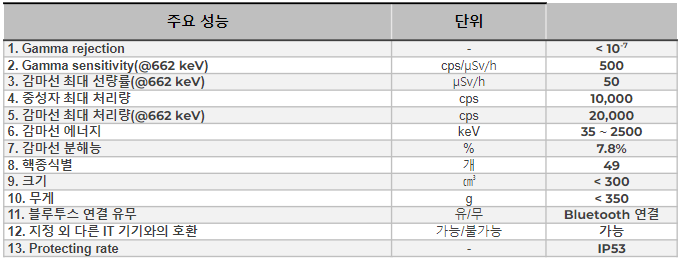 주요 성능 단위
1. Gamma rejection - < 10⁻⁷
2. Gamma sensitivity(@662 keV) cps/μSv/h 500
3. 감마선 최대 선량률(@662 keV) μSv/h 50
4. 중성자 최대 처리량 cps 10,000
5. 감마선 최대 처리량(@662 keV) cps 20,000
6. 감마선 에너지 keV 35 ~ 2500
7. 감마선 분해능 % 7.8%
8. 핵종식별 개 49
9. 크기 ㎤ < 300
10. 무게 g < 350
11. 블루투스 연결 유무 유/무 Bluetooth 연결
12. 지정 외 다른 IT 기기와의 호환 가능/불가능 가능
13. Protecting rate - IP53